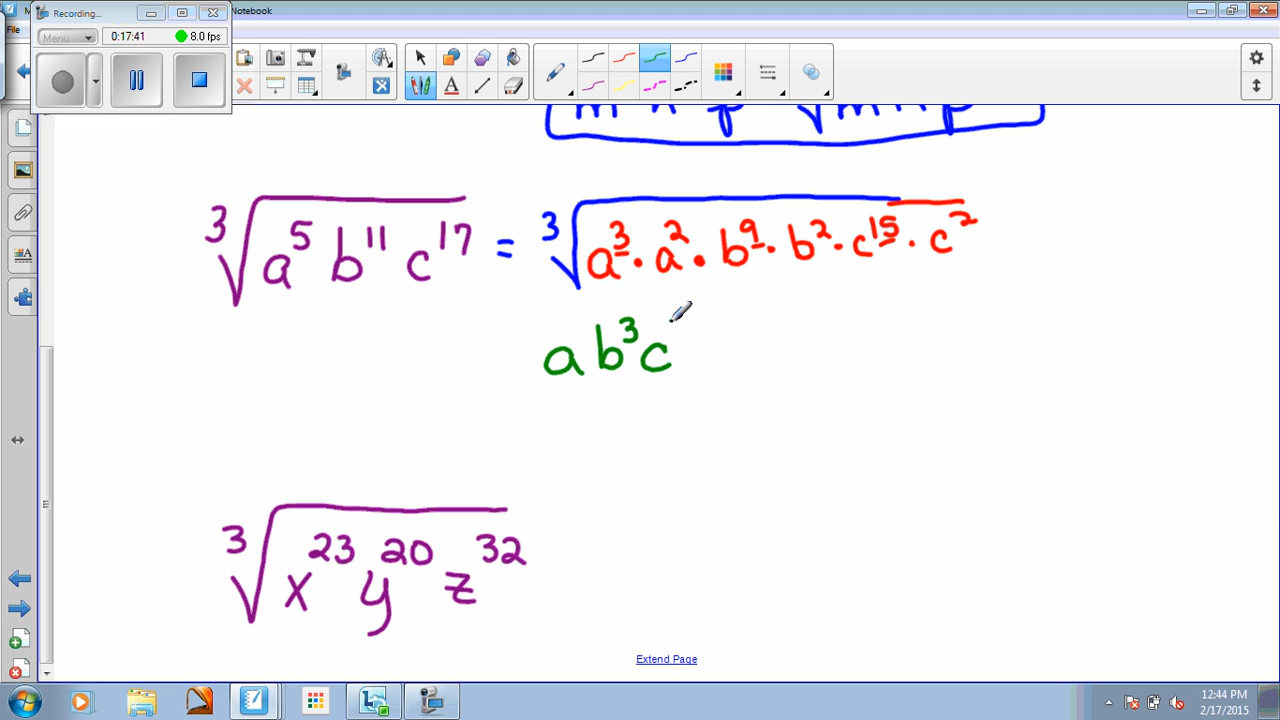 Recording...
Notebook
Menu
0:17:41
8.0 fps
File
∛(a⁵ b¹¹ c¹⁷) = ∛(a³ · a² · b⁹ · b² · c¹⁵ · c²)
a b³ c
∛(x²³ y²⁰ z³²)
Extend Page
12:44 PM
2/17/2015